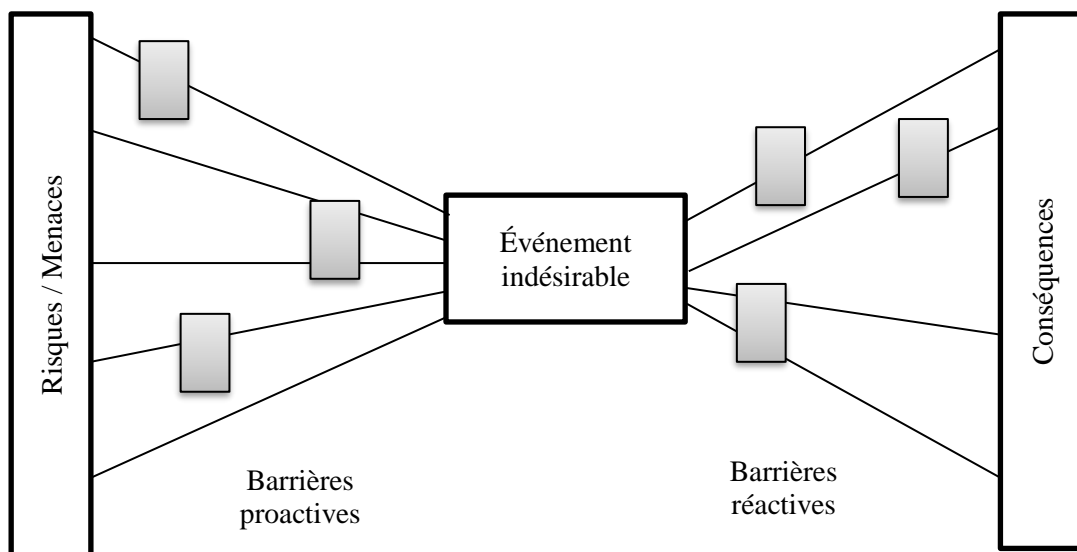 Risques / Menaces
Événement
indésirable
Conséquences
Barrières
proactives
Barrières
réactives